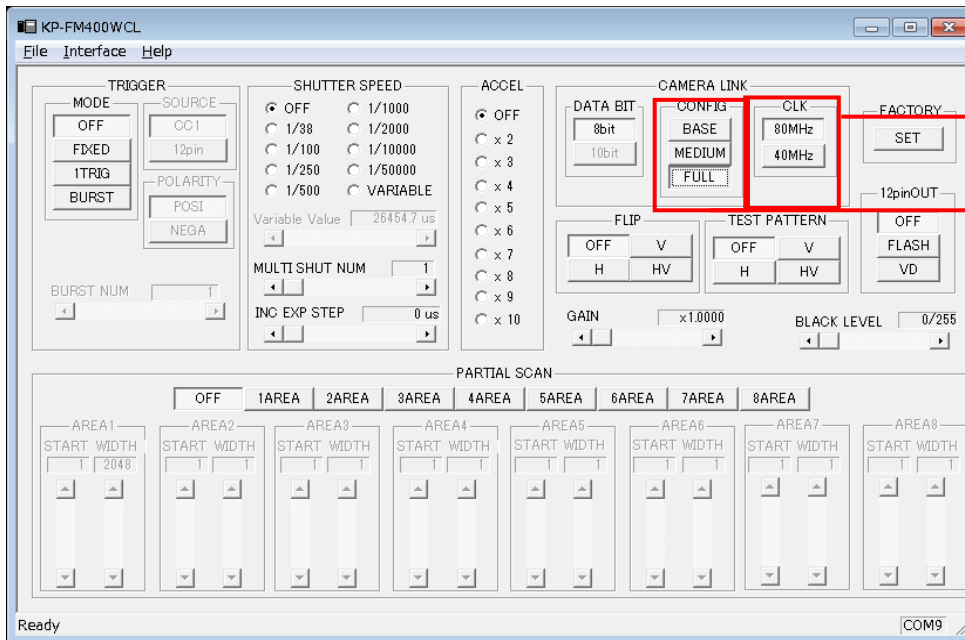 KP-FM400WCL
File Interface Help
TRIGGER
MODE
OFF
FIXED
1TRIG
BURST
SOURCE
CC1
12pin
POLARITY
POSI
NEGA
BURST NUM 1
SHUTTER SPEED
OFF 1/1000
1/38 1/2000
1/100 1/10000
1/250 1/50000
1/500 VARIABLE
Variable Value 26454.7 us
MULTI SHUT NUM 1
INC EXP STEP 0 us
ACCEL
OFF
x 2
x 3
x 4
x 5
x 6
x 7
x 8
x 9
x 10
CAMERA LINK
DATA BIT
8bit
10bit
CONFIG
BASE
MEDIUM
FULL
CLK
80MHz
40MHz
FACTORY
SET
FLIP
OFF V
H HV
TEST PATTERN
OFF V
H HV
12pinOUT
OFF
FLASH
VD
GAIN x1.0000
BLACK LEVEL 0/255
PARTIAL SCAN
OFF 1AREA 2AREA 3AREA 4AREA 5AREA 6AREA 7AREA 8AREA
AREA1 AREA2 AREA3 AREA4 AREA5 AREA6 AREA7 AREA8
START WIDTH START WIDTH START WIDTH START WIDTH START WIDTH START WIDTH START WIDTH START WIDTH
1 2048 1 1 1 1 1 1 1 1 1 1 1 1 1 1
Ready COM9